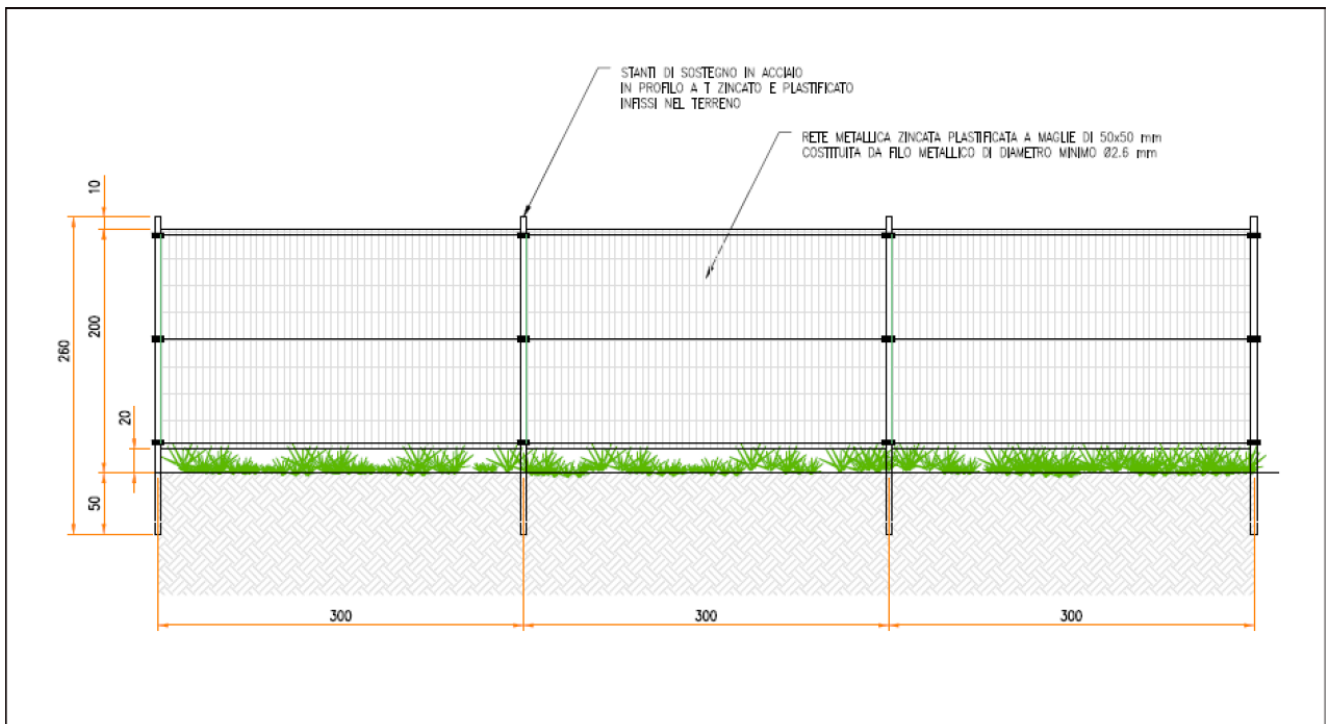 STANTI DI SOSTEGNO IN ACCIAIO
IN PROFILO A T ZINCATO E PLASTIFICATO
INFISSI NEL TERRENO
RETE METALLICA ZINCATA PLASTIFICATA A MAGLIE DI 50x50 mm
COSTITUITA DA FILO METALLICO DI DIAMETRO MINIMO Ø2.6 mm
10
260
200
20
50
300
300
300